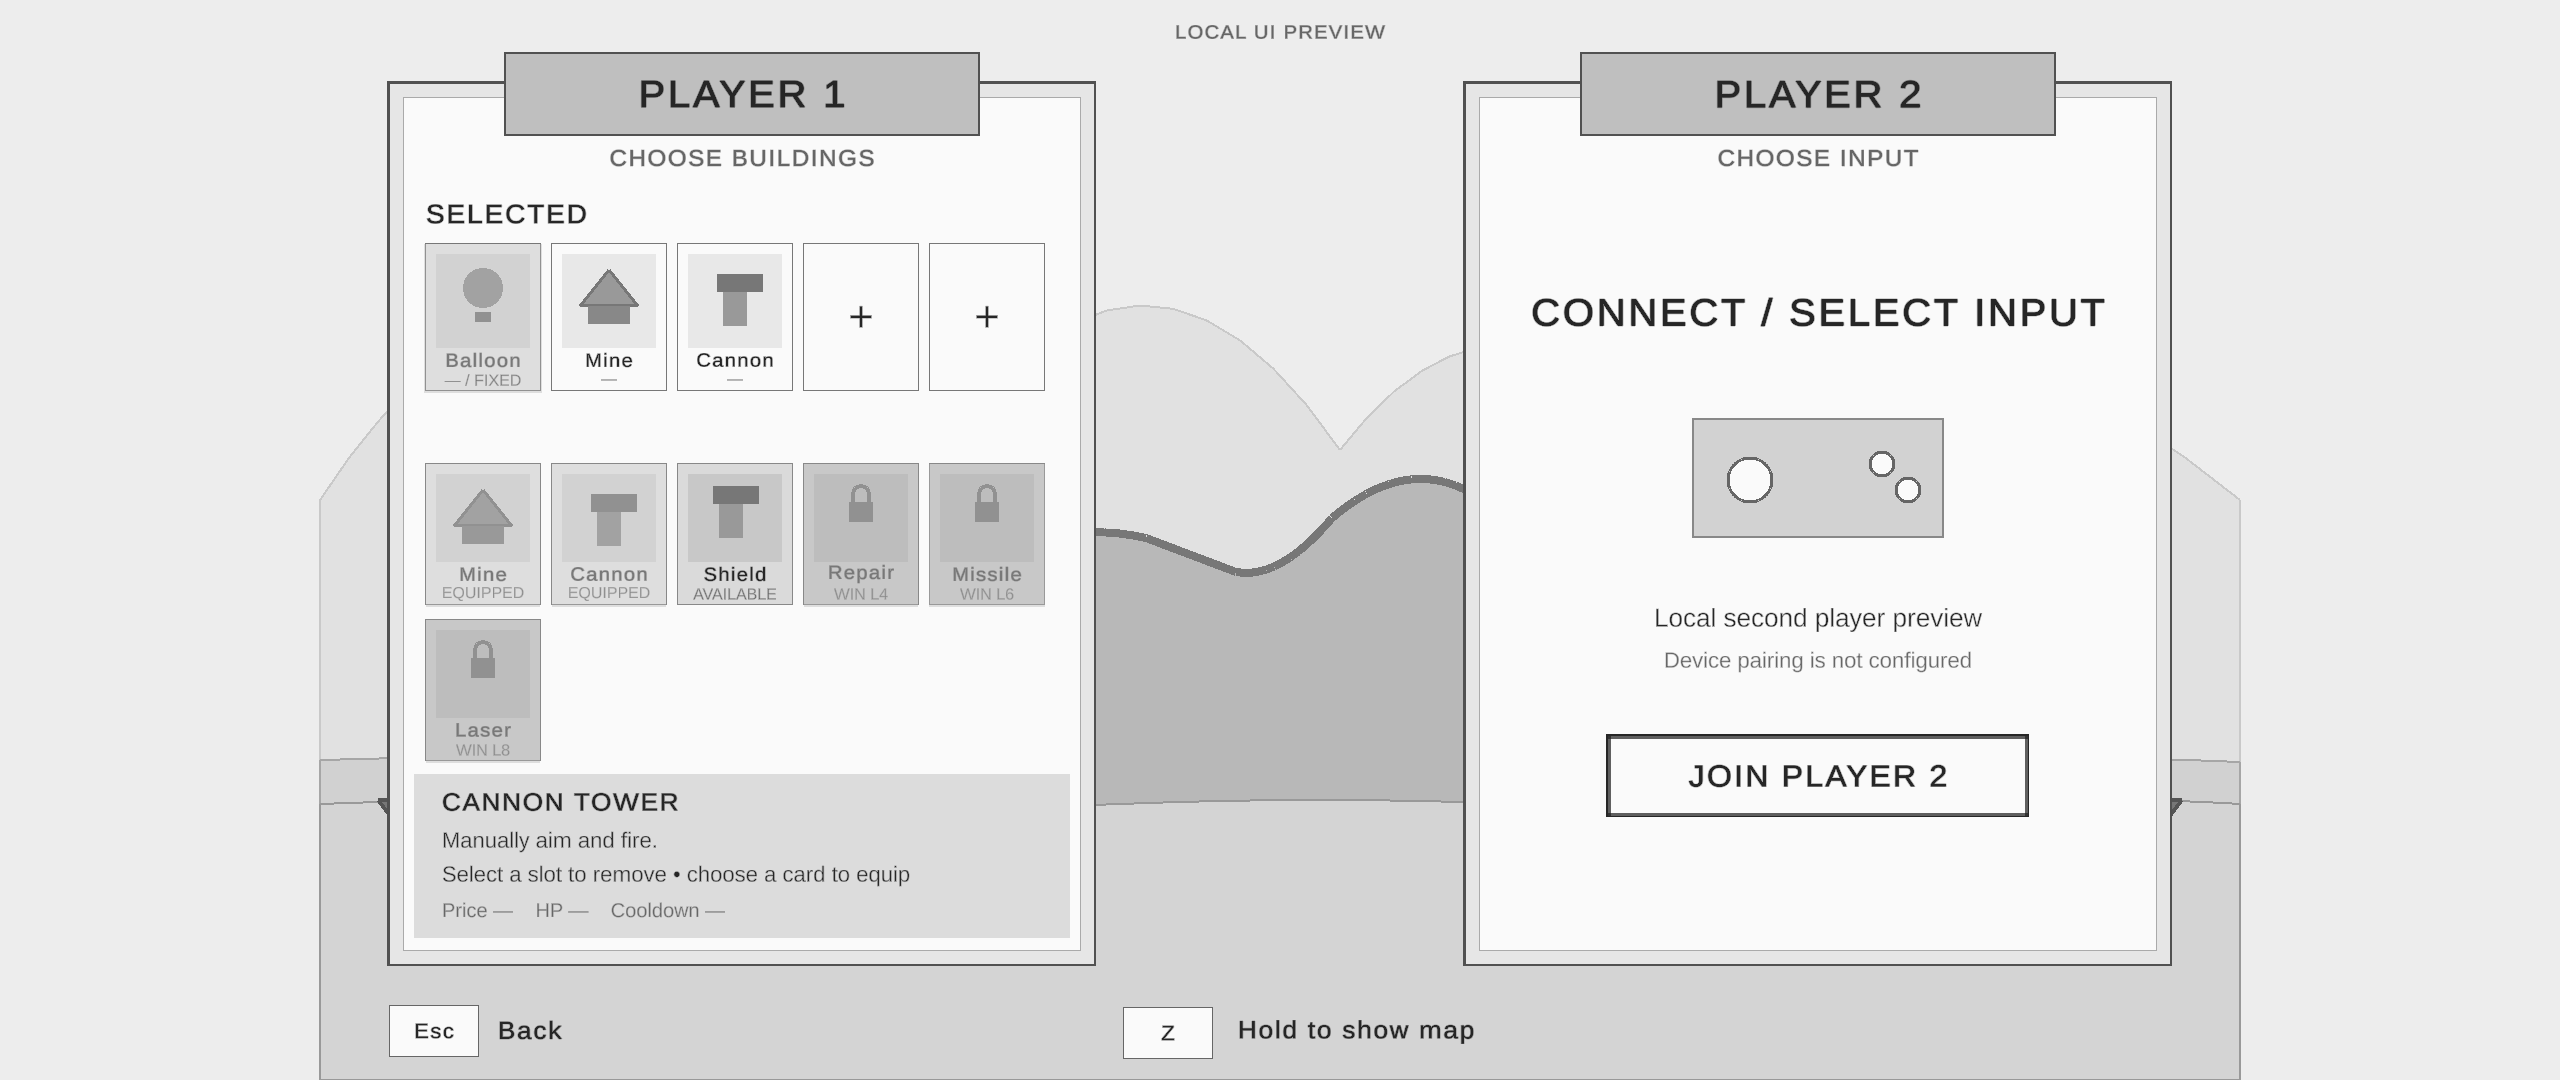 LOCAL UI PREVIEW
PLAYER 1
CHOOSE BUILDINGS
SELECTED
Balloon
— / FIXED
Mine
—
Cannon
—
+
+
Mine
EQUIPPED
Cannon
EQUIPPED
Shield
AVAILABLE
Repair
WIN L4
Missile
WIN L6
Laser
WIN L8
CANNON TOWER
Manually aim and fire.
Select a slot to remove • choose a card to equip
Price — HP — Cooldown —
PLAYER 2
CHOOSE INPUT
CONNECT / SELECT INPUT
Local second player preview
Device pairing is not configured
JOIN PLAYER 2
Esc Back
Z Hold to show map